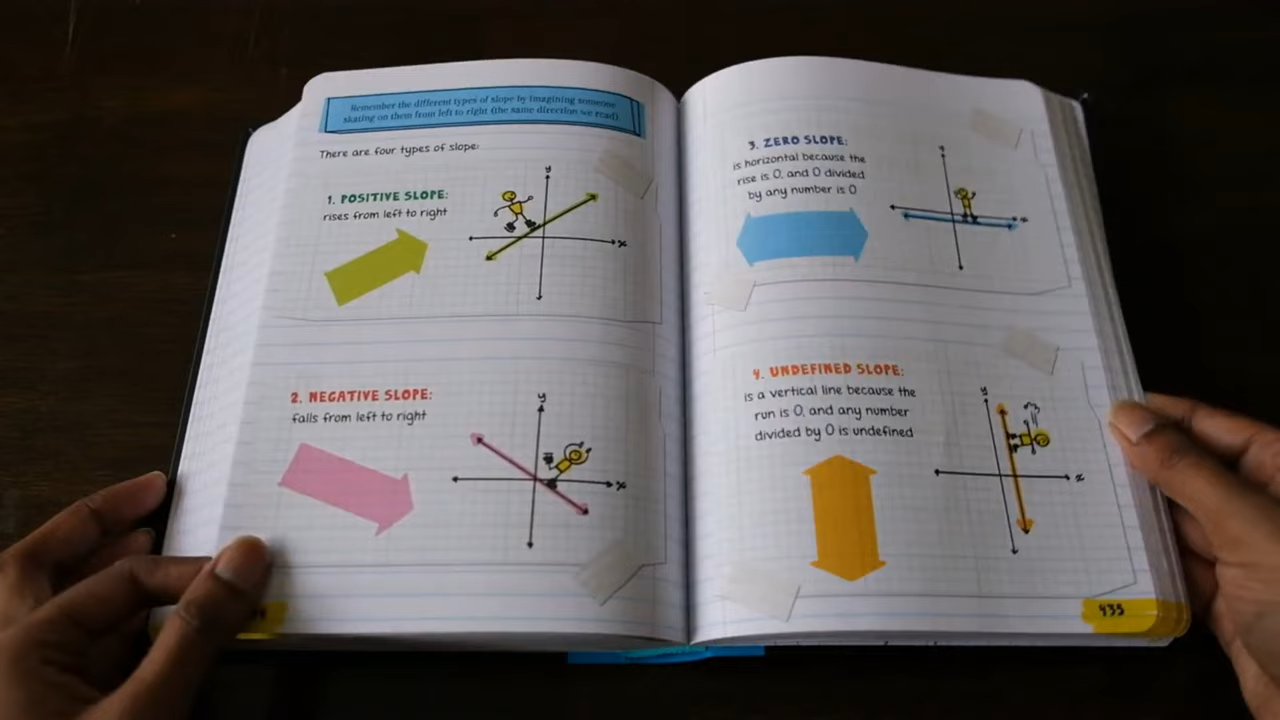 Remember the different types of slope by imagining someone
skating on them from left to right (the same direction we read).
There are four types of slope:
1. POSITIVE SLOPE:
rises from left to right
y
x
2. NEGATIVE SLOPE:
falls from left to right
y
x
3. ZERO SLOPE:
is horizontal because the
rise is 0, and 0 divided
by any number is 0
y
x
4. UNDEFINED SLOPE:
is a vertical line because the
run is 0, and any number
divided by 0 is undefined
y
x
435